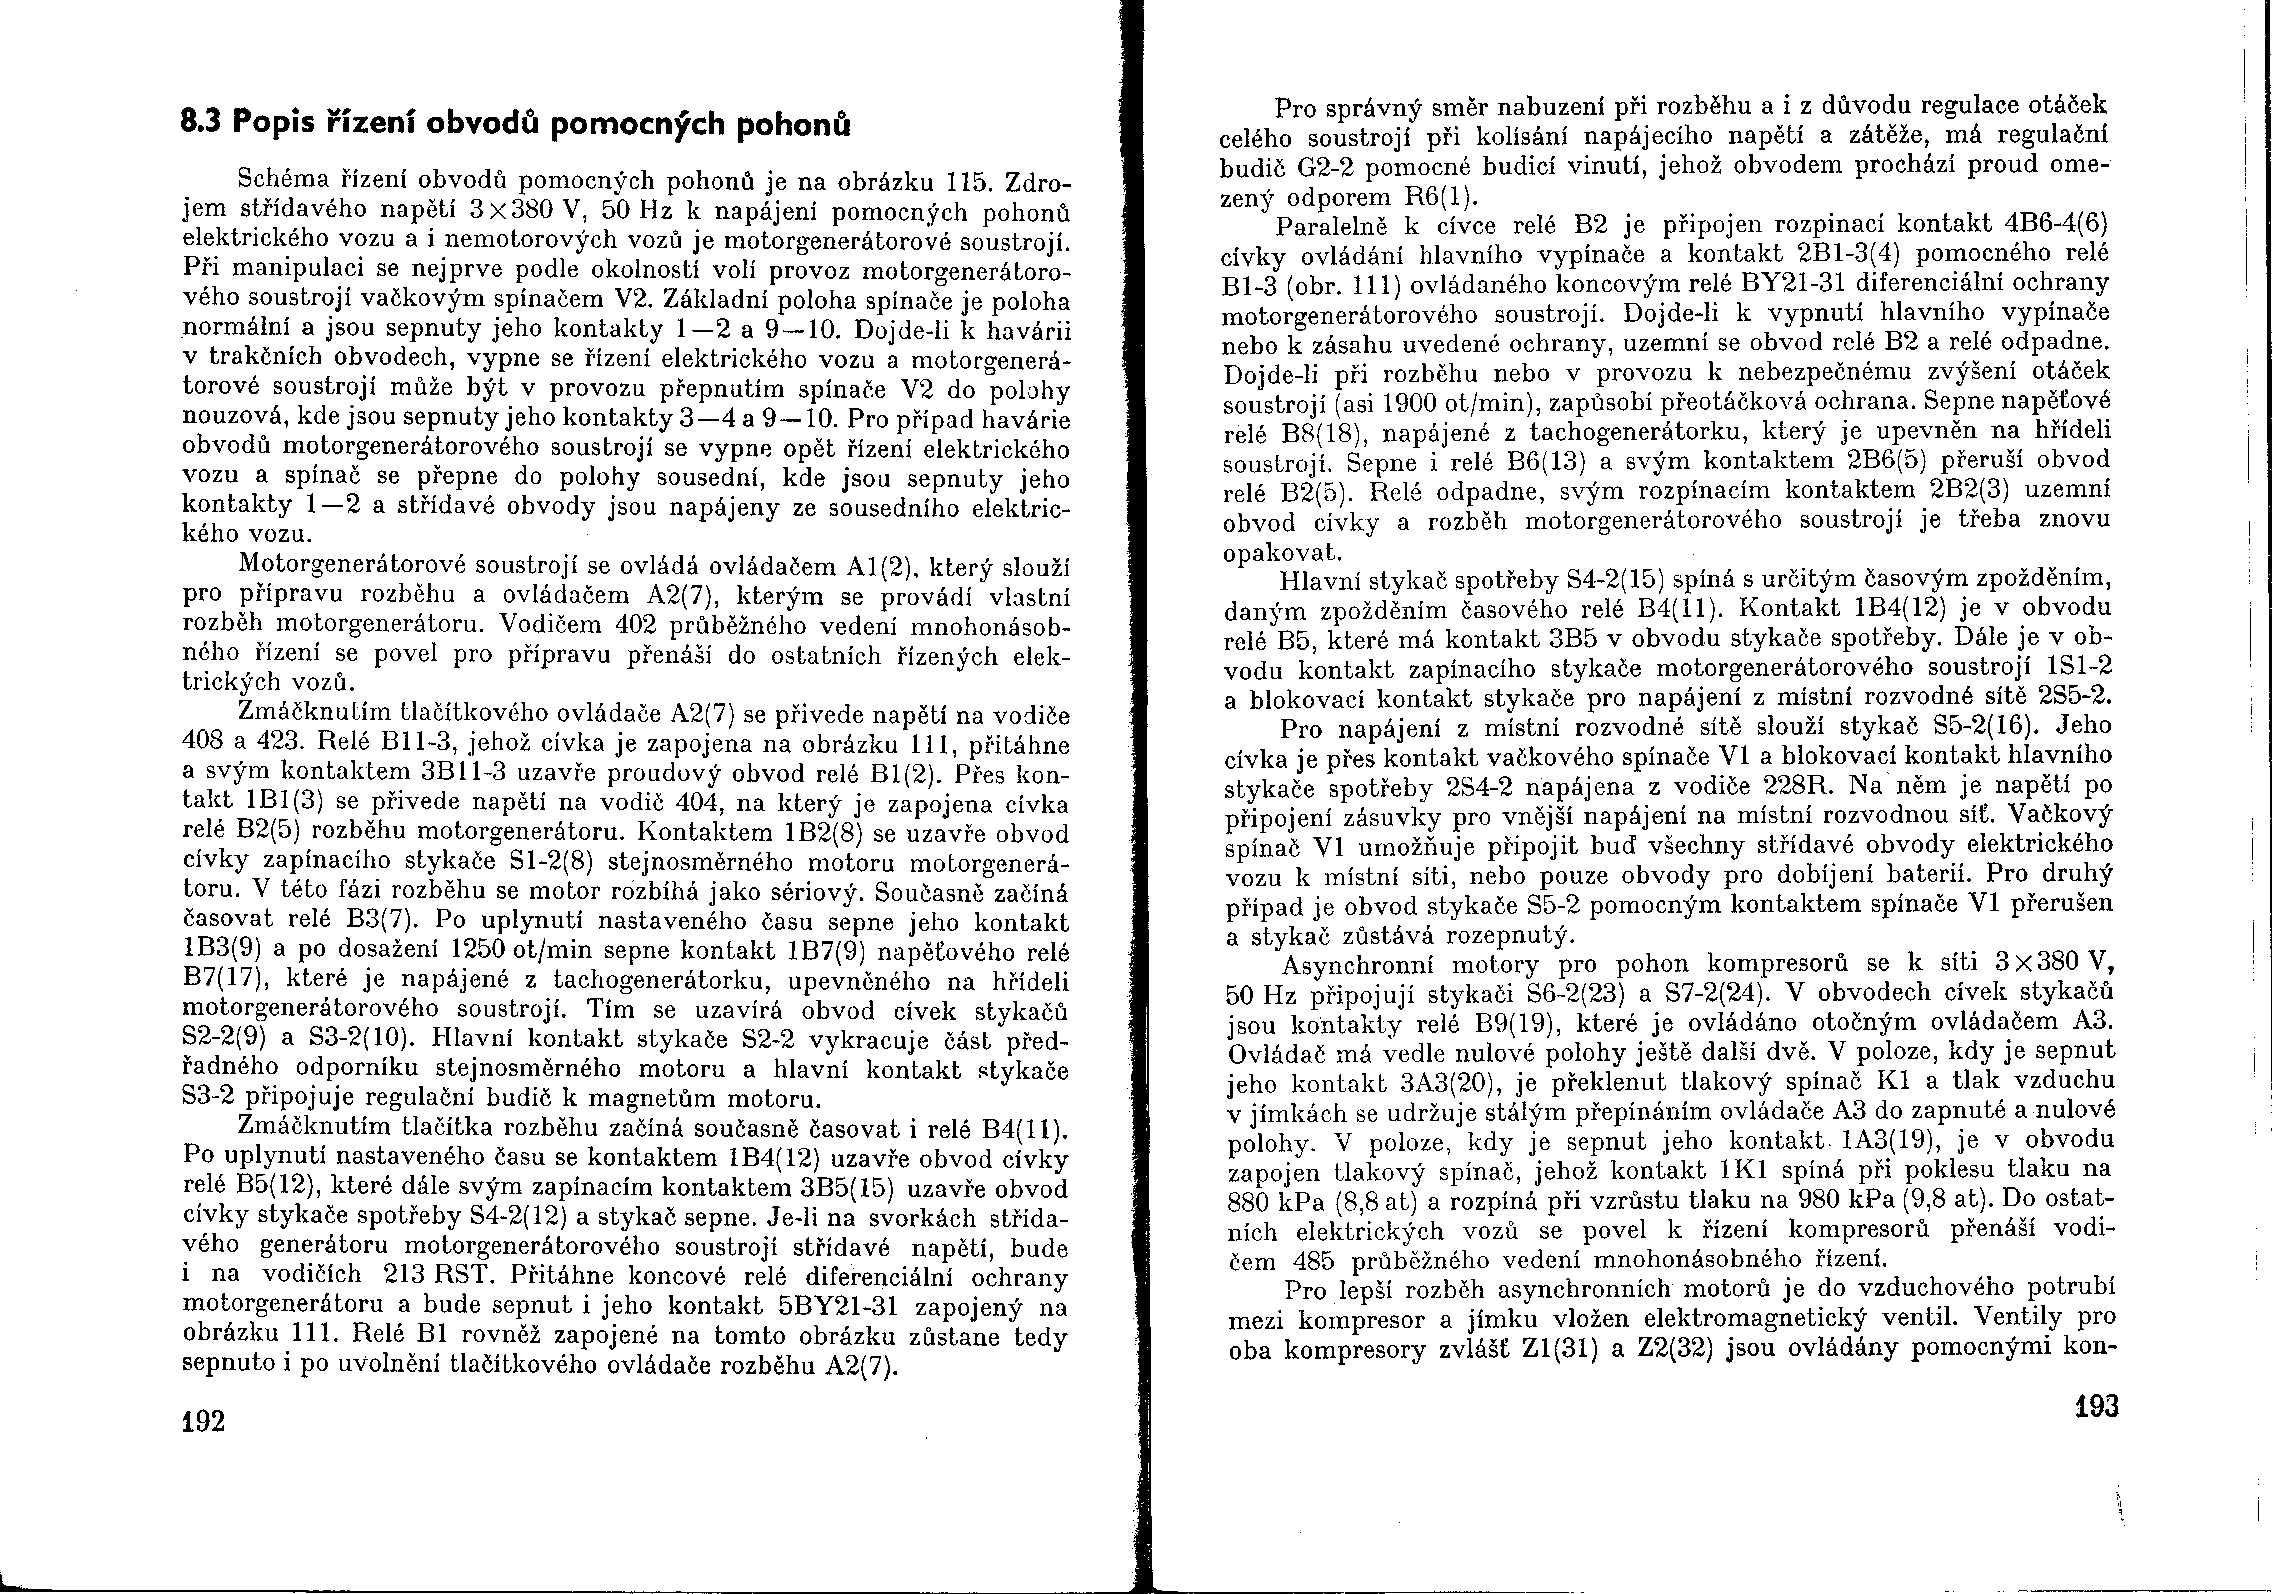 8.3 Popis řízení obvodů pomocných pohonů
Schéma řízení obvodů pomocných pohonů je na obrázku 115. Zdro-
jem střídavého napětí 3×380 V, 50 Hz k napájení pomocných pohonů
elektrického vozu a i nemotorových vozů je motorgenerátorové soustrojí.
Při manipulaci se nejprve podle okolností volí provoz motorgenerátoro-
vého soustrojí vačkovým spínačem V2. Základní poloha spínače je poloha
normální a jsou sepnuty jeho kontakty 1—2 a 9—10. Dojde-li k havárii
v trakčních obvodech, vypne se řízení elektrického vozu a motorgenerá-
torové soustrojí může být v provozu přepnutím spínače V2 do polohy
nouzová, kde jsou sepnuty jeho kontakty 3—4 a 9—10. Pro případ havárie
obvodů motorgenerátorového soustrojí se vypne opět řízení elektrického
vozu a spínač se přepne do polohy sousední, kde jsou sepnuty jeho
kontakty 1—2 a střídavé obvody jsou napájeny ze sousedního elektric-
kého vozu.
Motorgenerátorové soustrojí se ovládá ovládačem A1(2), který slouží
pro přípravu rozběhu a ovládačem A2(7), kterým se provádí vlastní
rozběh motorgenerátoru. Vodičem 402 průběžného vedení mnohonásob-
ného řízení se povel pro přípravu přenáší do ostatních řízených elek-
trických vozů.
Zmáčknutím tlačítkového ovládače A2(7) se přivede napětí na vodiče
408 a 423. Relé B11-3, jehož cívka je zapojena na obrázku 111, přitáhne
a svým kontaktem 3B11-3 uzavře proudový obvod relé B1(2). Přes kon-
takt 1B1(3) se přivede napětí na vodič 404, na který je zapojena cívka
relé B2(5) rozběhu motorgenerátoru. Kontaktem 1B2(8) se uzavře obvod
cívky zapínacího stykače S1-2(8) stejnosměrného motoru motorgenerá-
toru. V této fázi rozběhu se motor rozbíhá jako sériový. Současně začíná
časovat relé B3(7). Po uplynutí nastaveného času sepne jeho kontakt
1B3(9) a po dosažení 1250 ot/min sepne kontakt 1B7(9) napěťového relé
B7(17), které je napájené z tachogenerátorku, upevněného na hřídeli
motorgenerátorového soustrojí. Tím se uzavírá obvod cívek stykačů
S2-2(9) a S3-2(10). Hlavní kontakt stykače S2-2 vykracuje část před-
řadného odporníku stejnosměrného motoru a hlavní kontakt stykače
S3-2 připojuje regulační budič k magnetům motoru.
Zmáčknutím tlačítka rozběhu začíná současně časovat i relé B4(11).
Po uplynutí nastaveného času se kontaktem 1B4(12) uzavře obvod cívky
relé B5(12), které dále svým zapínacím kontaktem 3B5(15) uzavře obvod
cívky stykače spotřeby S4-2(12) a stykač sepne. Je-li na svorkách střída-
vého generátoru motorgenerátorového soustrojí střídavé napětí, bude
i na vodičích 213 RST. Přitáhne koncové relé diferenciální ochrany
motorgenerátoru a bude sepnut i jeho kontakt 5BY21-31 zapojený na
obrázku 111. Relé B1 rovněž zapojené na tomto obrázku zůstane tedy
sepnuto i po uvolnění tlačítkového ovládače rozběhu A2(7).
192
Pro správný směr nabuzení při rozběhu a i z důvodu regulace otáček
celého soustrojí při kolísání napájecího napětí a zátěže, má regulační
budič G2-2 pomocné budicí vinutí, jehož obvodem prochází proud ome-
zený odporem R6(1).
Paralelně k cívce relé B2 je připojen rozpinací kontakt 4B6-4(6)
cívky ovládání hlavního vypínače a kontakt 2B1-3(4) pomocného relé
B1-3 (obr. 111) ovládaného koncovým relé BY21-31 diferenciální ochrany
motorgenerátorového soustrojí. Dojde-li k vypnutí hlavního vypínače
nebo k zásahu uvedené ochrany, uzemní se obvod relé B2 a relé odpadne.
Dojde-li při rozběhu nebo v provozu k nebezpečnému zvýšení otáček
soustrojí (asi 1900 ot/min), zapůsobí přeotáčková ochrana. Sepne napěťové
relé B8(18), napájené z tachogenerátorku, který je upevněn na hřídeli
soustrojí. Sepne i relé B6(13) a svým kontaktem 2B6(5) přeruší obvod
relé B2(5). Relé odpadne, svým rozpínacím kontaktem 2B2(3) uzemní
obvod cívky a rozběh motorgenerátorového soustrojí je třeba znovu
opakovat.
Hlavní stykač spotřeby S4-2(15) spíná s určitým časovým zpožděním,
daným zpožděním časového relé B4(11). Kontakt 1B4(12) je v obvodu
relé B5, které má kontakt 3B5 v obvodu stykače spotřeby. Dále je v ob-
vodu kontakt zapínacího stykače motorgenerátorového soustrojí 1S1-2
a blokovací kontakt stykače pro napájení z místní rozvodné sítě 2S5-2.
Pro napájení z místní rozvodné sítě slouží stykač S5-2(16). Jeho
cívka je přes kontakt vačkového spínače V1 a blokovací kontakt hlavního
stykače spotřeby 2S4-2 napájena z vodiče 228R. Na něm je napětí po
připojení zásuvky pro vnější napájení na místní rozvodnou síť. Vačkový
spínač V1 umožňuje připojit buď všechny střídavé obvody elektrického
vozu k místní síti, nebo pouze obvody pro dobíjení baterií. Pro druhý
případ je obvod stykače S5-2 pomocným kontaktem spínače V1 přerušen
a stykač zůstává rozepnutý.
Asynchronní motory pro pohon kompresorů se k síti 3×380 V,
50 Hz připojují stykači S6-2(23) a S7-2(24). V obvodech cívek stykačů
jsou kontakty relé B9(19), které je ovládáno otočným ovládačem A3.
Ovládač má vedle nulové polohy ještě další dvě. V poloze, kdy je sepnut
jeho kontakt 3A3(20), je překlenut tlakový spínač K1 a tlak vzduchu
v jímkách se udržuje stálým přepínáním ovládače A3 do zapnuté a nulové
polohy. V poloze, kdy je sepnut jeho kontakt 1A3(19), je v obvodu
zapojen tlakový spínač, jehož kontakt 1K1 spíná při poklesu tlaku na
880 kPa (8,8 at) a rozpíná při vzrůstu tlaku na 980 kPa (9,8 at). Do ostat-
ních elektrických vozů se povel k řízení kompresorů přenáší vodi-
čem 485 průběžného vedení mnohonásobného řízení.
Pro lepší rozběh asynchronních motorů je do vzduchového potrubí
mezi kompresor a jímku vložen elektromagnetický ventil. Ventily pro
oba kompresory zvlášť Z1(31) a Z2(32) jsou ovládány pomocnými kon-
193